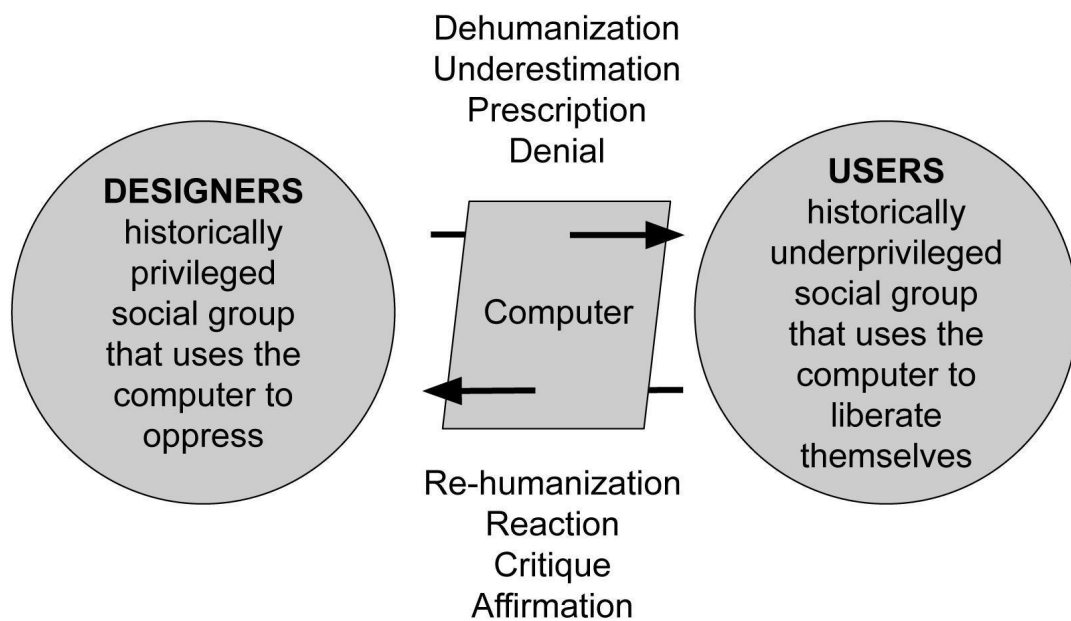 Dehumanization
Underestimation
Prescription
Denial
DESIGNERS
historically
privileged
social group
that uses the
computer to
oppress
Computer
USERS
historically
underprivileged
social group
that uses the
computer to
liberate
themselves
Re-humanization
Reaction
Critique
Affirmation